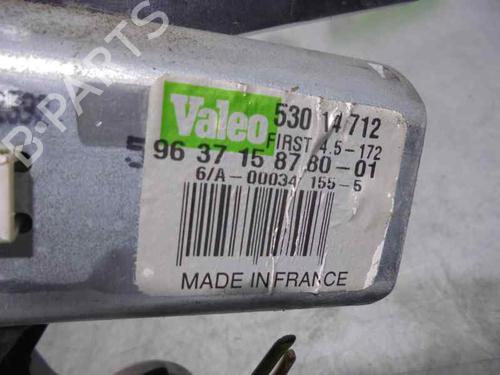 Valeo 530 14 712
FIRST 4.5-172
96 37 15 87 80-01
6/A-00034 155-5
MADE IN FRANCE
B-PARTS